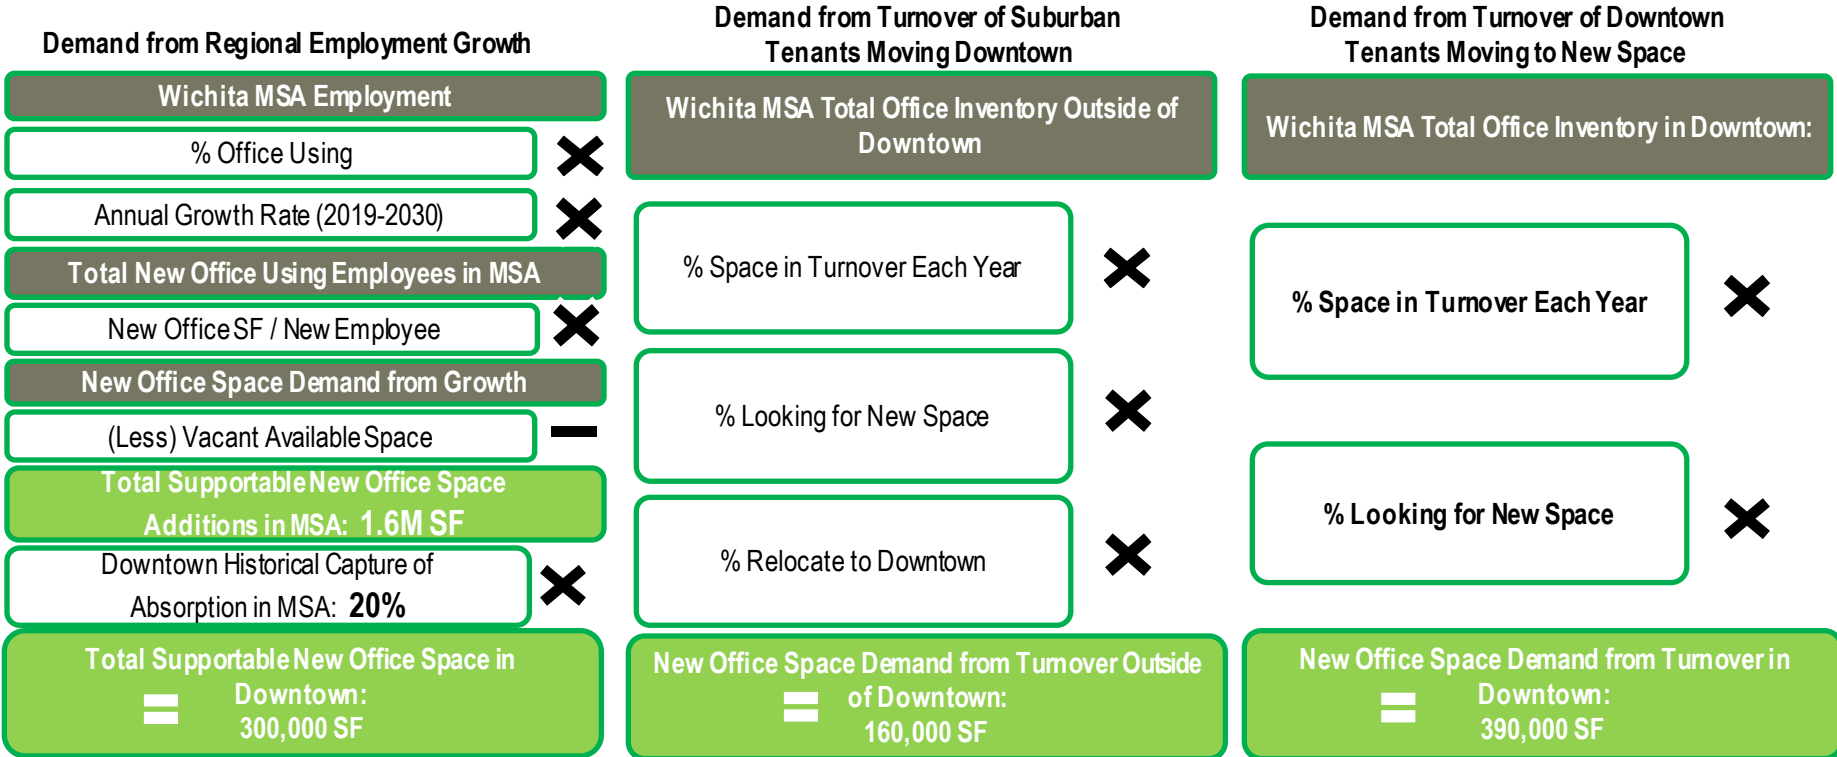 Demand from Regional Employment Growth
Wichita MSA Employment
% Office Using
Annual Growth Rate (2019-2030)
Total New Office Using Employees in MSA
New Office SF / New Employee
New Office Space Demand from Growth
(Less) Vacant Available Space
Total Supportable New Office Space
Additions in MSA: 1.6M SF
Downtown Historical Capture of
Absorption in MSA: 20%
Total Supportable New Office Space in
Downtown:
300,000 SF
Demand from Turnover of Suburban
Tenants Moving Downtown
Wichita MSA Total Office Inventory Outside of
Downtown
% Space in Turnover Each Year
% Looking for New Space
% Relocate to Downtown
New Office Space Demand from Turnover Outside
of Downtown:
160,000 SF
Demand from Turnover of Downtown
Tenants Moving to New Space
Wichita MSA Total Office Inventory in Downtown:
% Space in Turnover Each Year
% Looking for New Space
New Office Space Demand from Turnover in
Downtown:
390,000 SF